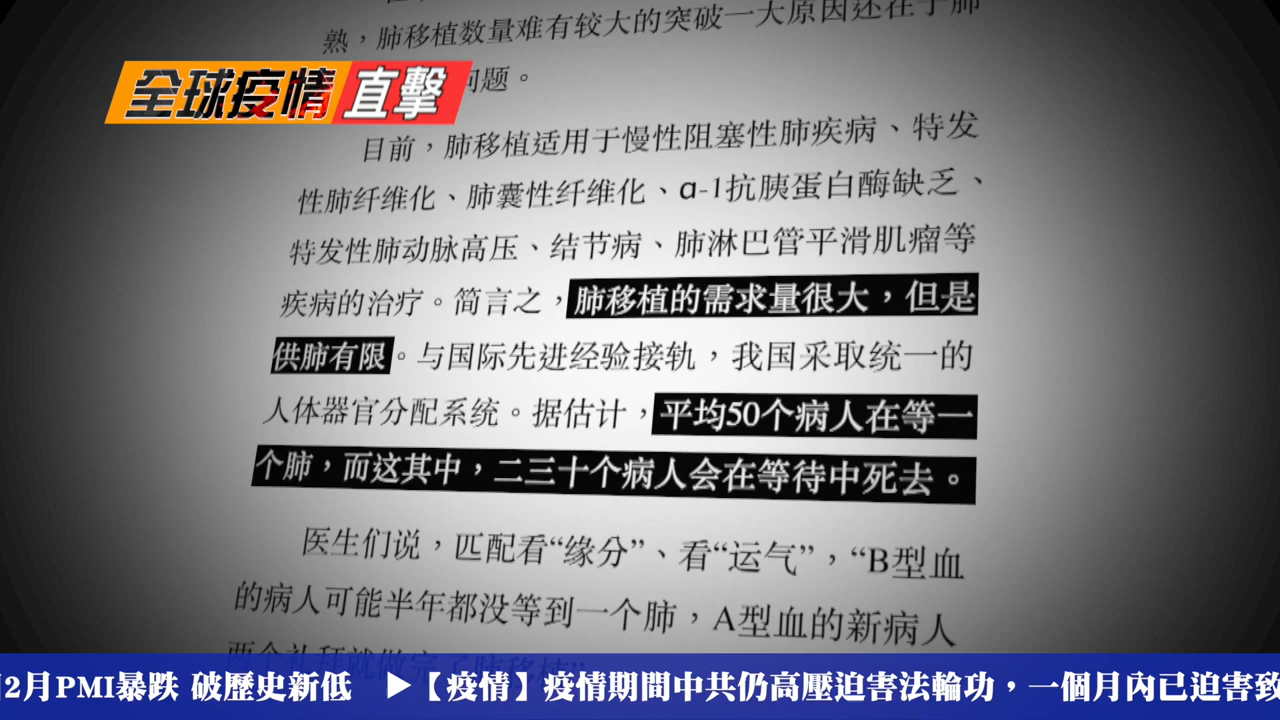 熟，肺移植数量难有较大的突破一大原因还在于肺
全球疫情直擊
问题。
目前，肺移植适用于慢性阻塞性肺疾病、特发
性肺纤维化、肺囊性纤维化、α-1抗胰蛋白酶缺乏、
特发性肺动脉高压、结节病、肺淋巴管平滑肌瘤等
疾病的治疗。简言之，肺移植的需求量很大，但是
供肺有限。与国际先进经验接轨，我国采取统一的
人体器官分配系统。据估计，平均50个病人在等一
个肺，而这其中，二三十个病人会在等待中死去。
医生们说，匹配看“缘分”、看“运气”，“B型血
的病人可能半年都没等到一个肺，A型血的新病人
两个礼拜就做完了肺移植”
2月PMI暴跌 破歷史新低 ▶【疫情】疫情期間中共仍高壓迫害法輪功，一個月內已迫害致